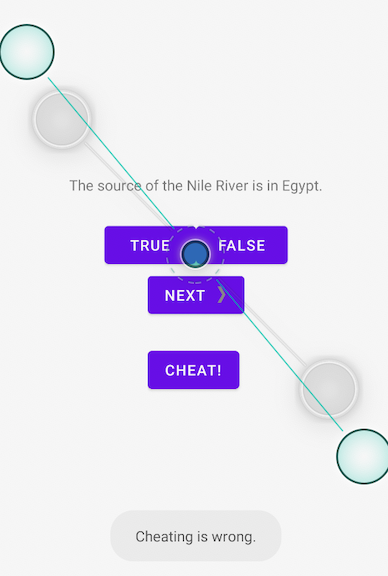 The source of the Nile River is in Egypt.
TRUE FALSE
NEXT
CHEAT!
Cheating is wrong.